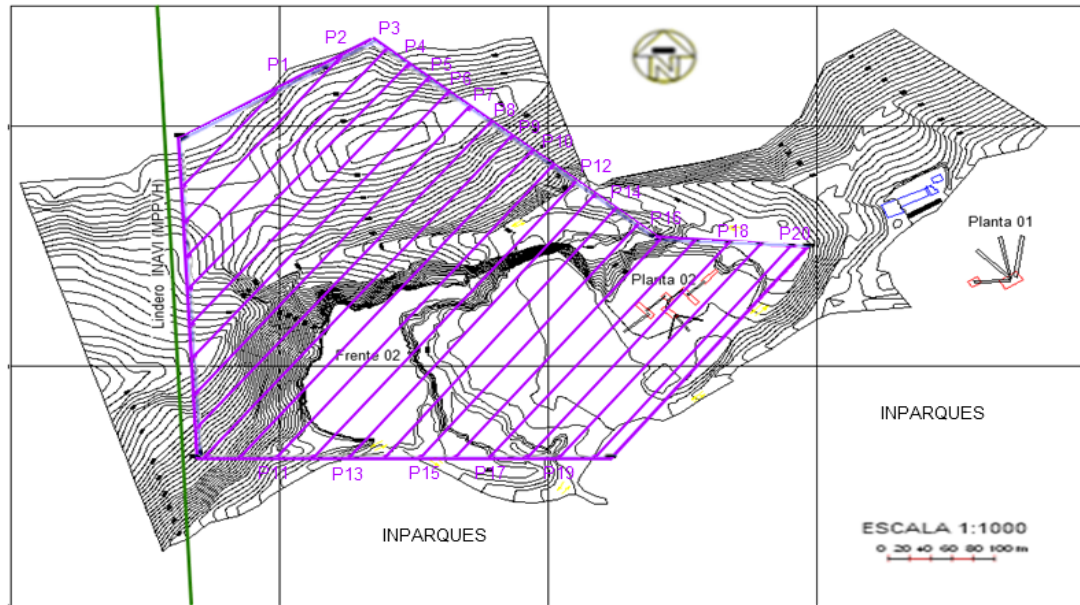 P3
P2
P4
P1
P5
P6
P7
P8
P9
P10
P12
P14
P15
P18
P20
N
Planta 01
Planta 02
Lindero INAVI (MPPVH)
Frente 02
P11
P13
P15
P17
P19
INPARQUES
INPARQUES
ESCALA 1:1000
0 20 40 60 80 100 m